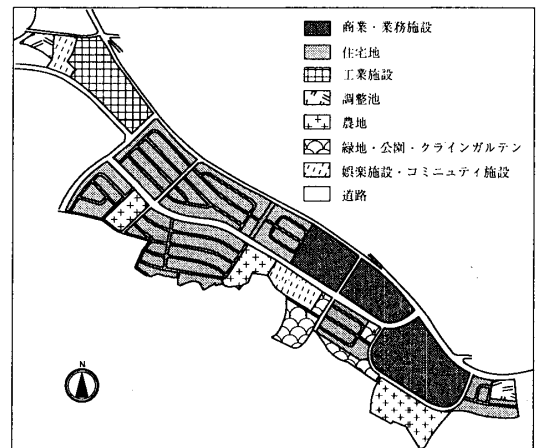 商業・業務施設
住宅地
工業施設
調整池
農地
緑地・公園・クラインガルテン
娯楽施設・コミニュティ施設
道路
N